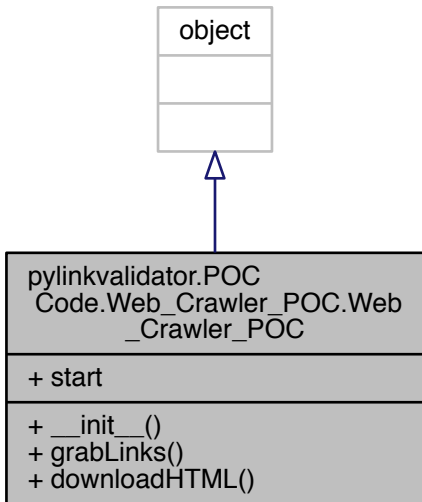 object
pylinkvalidator.POC
Code.Web_Crawler_POC.Web
_Crawler_POC
+ start
+ __init__()
+ grabLinks()
+ downloadHTML()